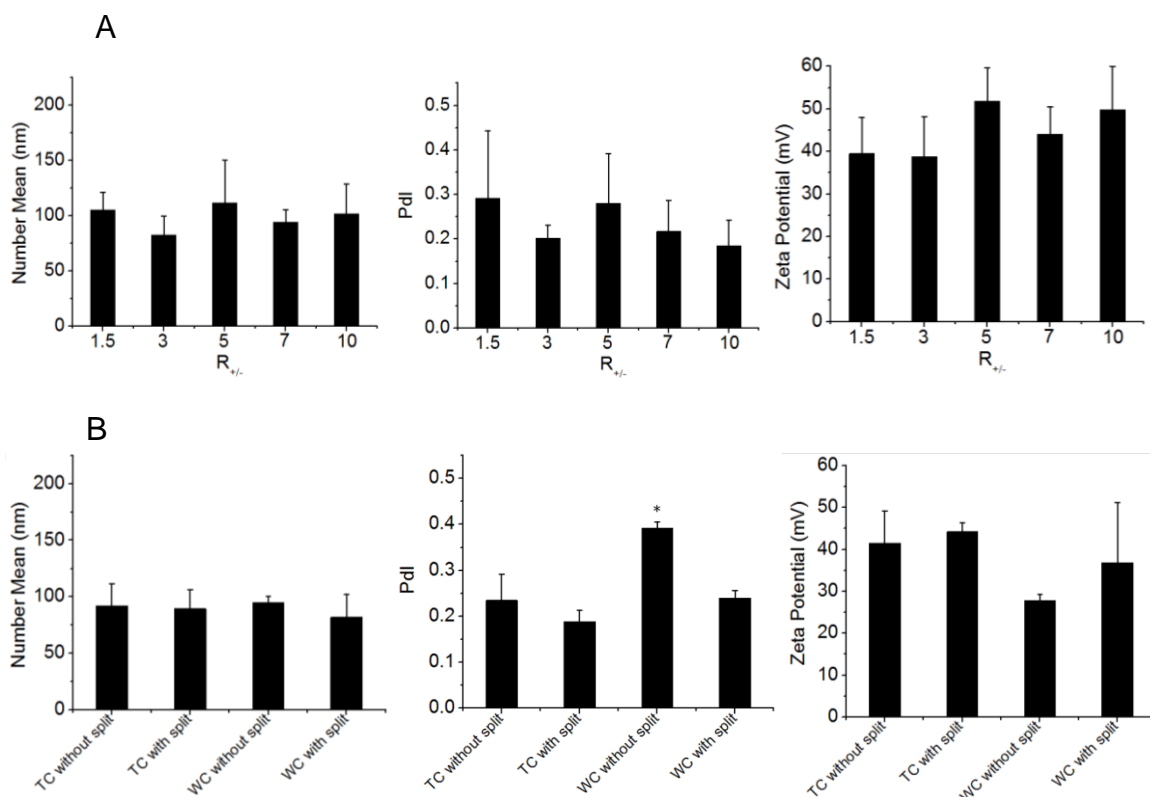 A
Number Mean (nm)
200
150
100
50
0
1.5 3 5 7 10
R+/-
PdI
0.5
0.4
0.3
0.2
0.1
0.0
1.5 3 5 7 10
R+/-
Zeta Potential (mV)
60
50
40
30
20
10
0
1.5 3 5 7 10
R+/-
B
Number Mean (nm)
200
150
100
50
0
TC without split
TC with split
WC without split
WC with split
PdI
0.5
0.4
0.3
0.2
0.1
0.0
*
TC without split
TC with split
WC without split
WC with split
Zeta Potential (mV)
60
50
40
30
20
10
0
TC without split
TC with split
WC without split
WC with split